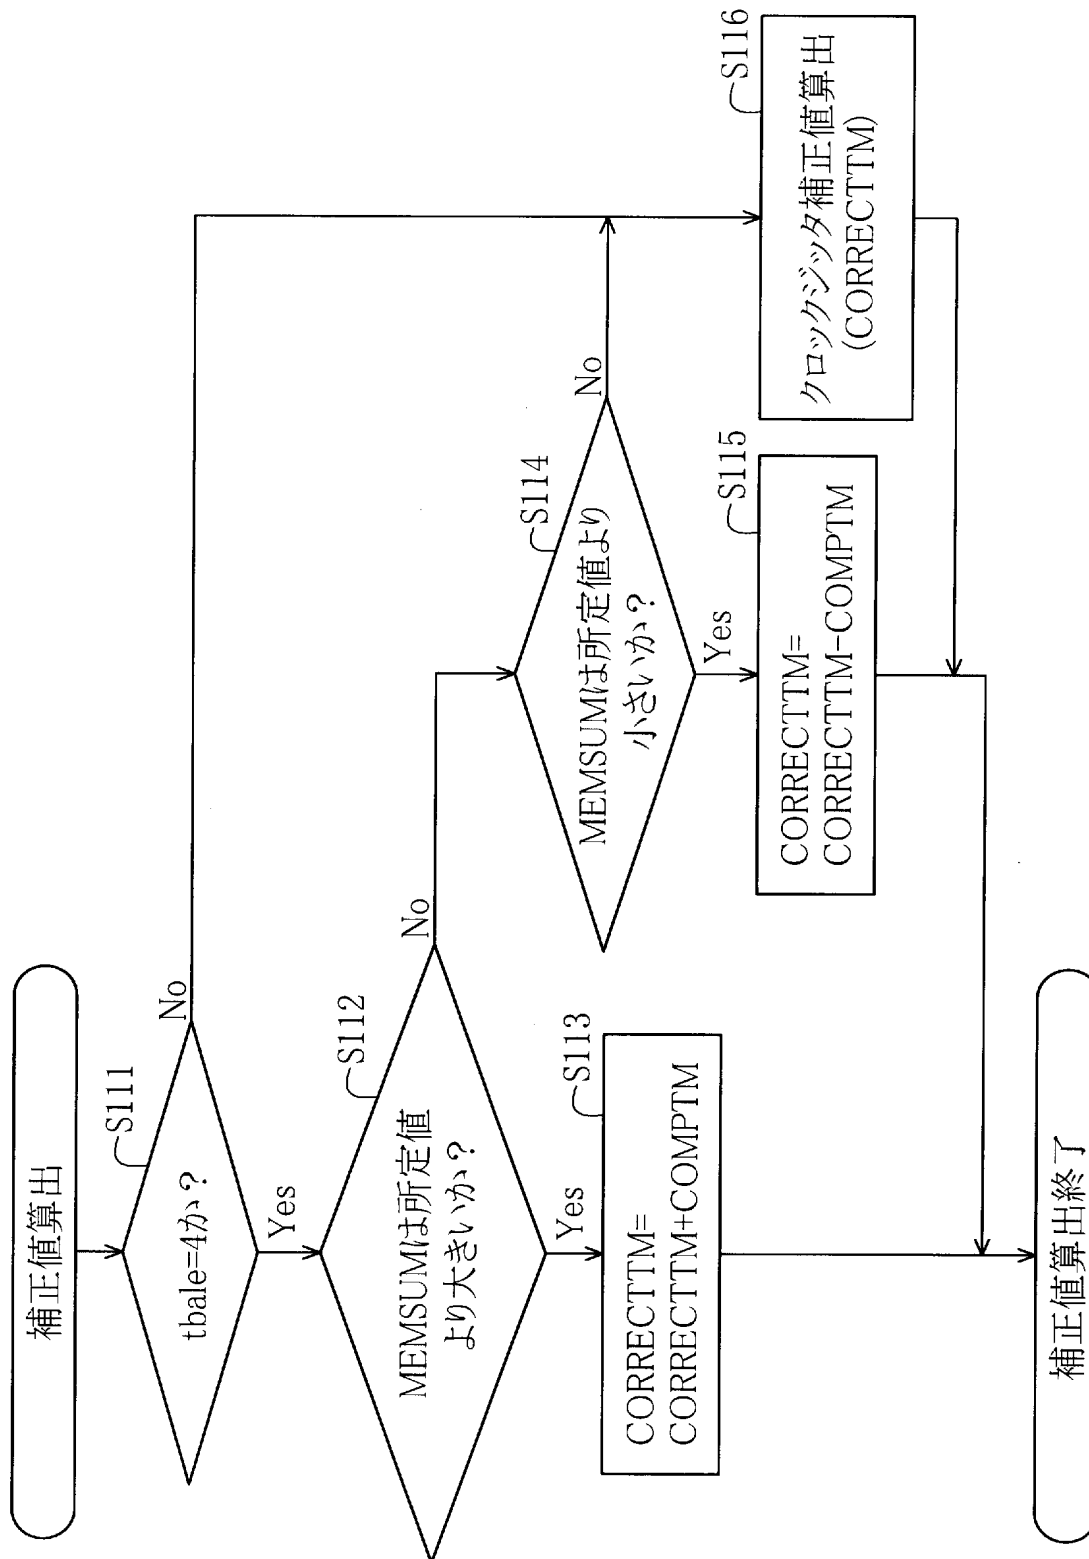 補正値算出
S111
tbale=4か?
No
Yes
S112
MEMSUMは所定値
より大きいか?
No
Yes
S113
CORRECTTM=
CORRECTTM+COMPTM
S114
MEMSUMは所定値より
小さいか?
No
Yes
S115
CORRECTTM=
CORRECTTM-COMPTM
S116
クロックジッタ補正値算出
(CORRECTTM)
補正値算出終了